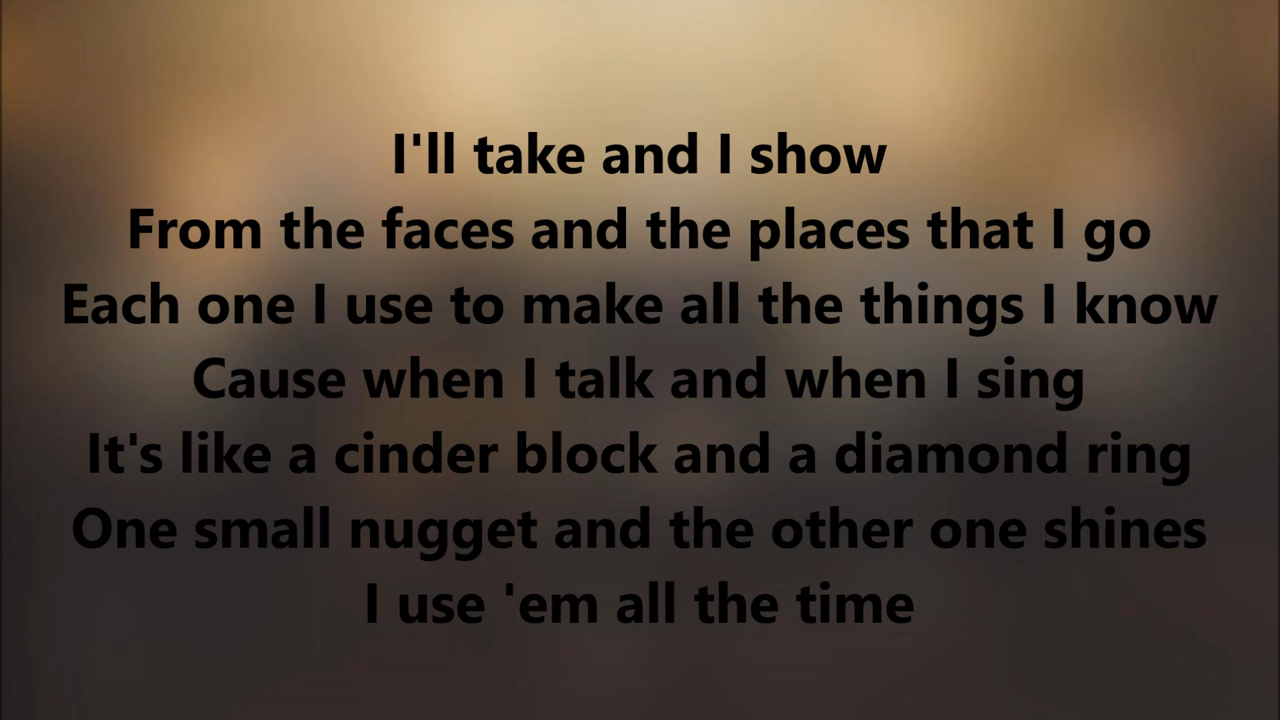 I'll take and I show
From the faces and the places that I go
Each one I use to make all the things I know
Cause when I talk and when I sing
It's like a cinder block and a diamond ring
One small nugget and the other one shines
I use 'em all the time